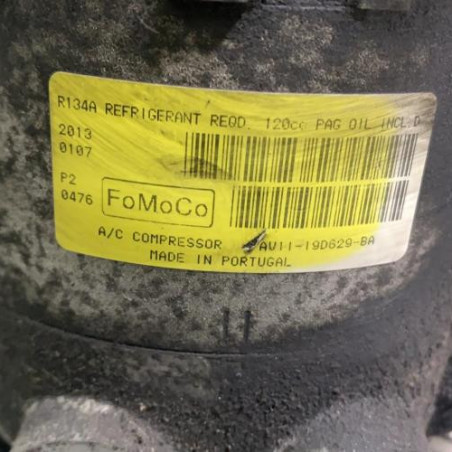 R134A REFRIGERANT REQD. 120cc PAG OIL INCL.D
2013
0107
P2
0476
FoMoCo
A/C COMPRESSOR AV11-19D629-BA
MADE IN PORTUGAL